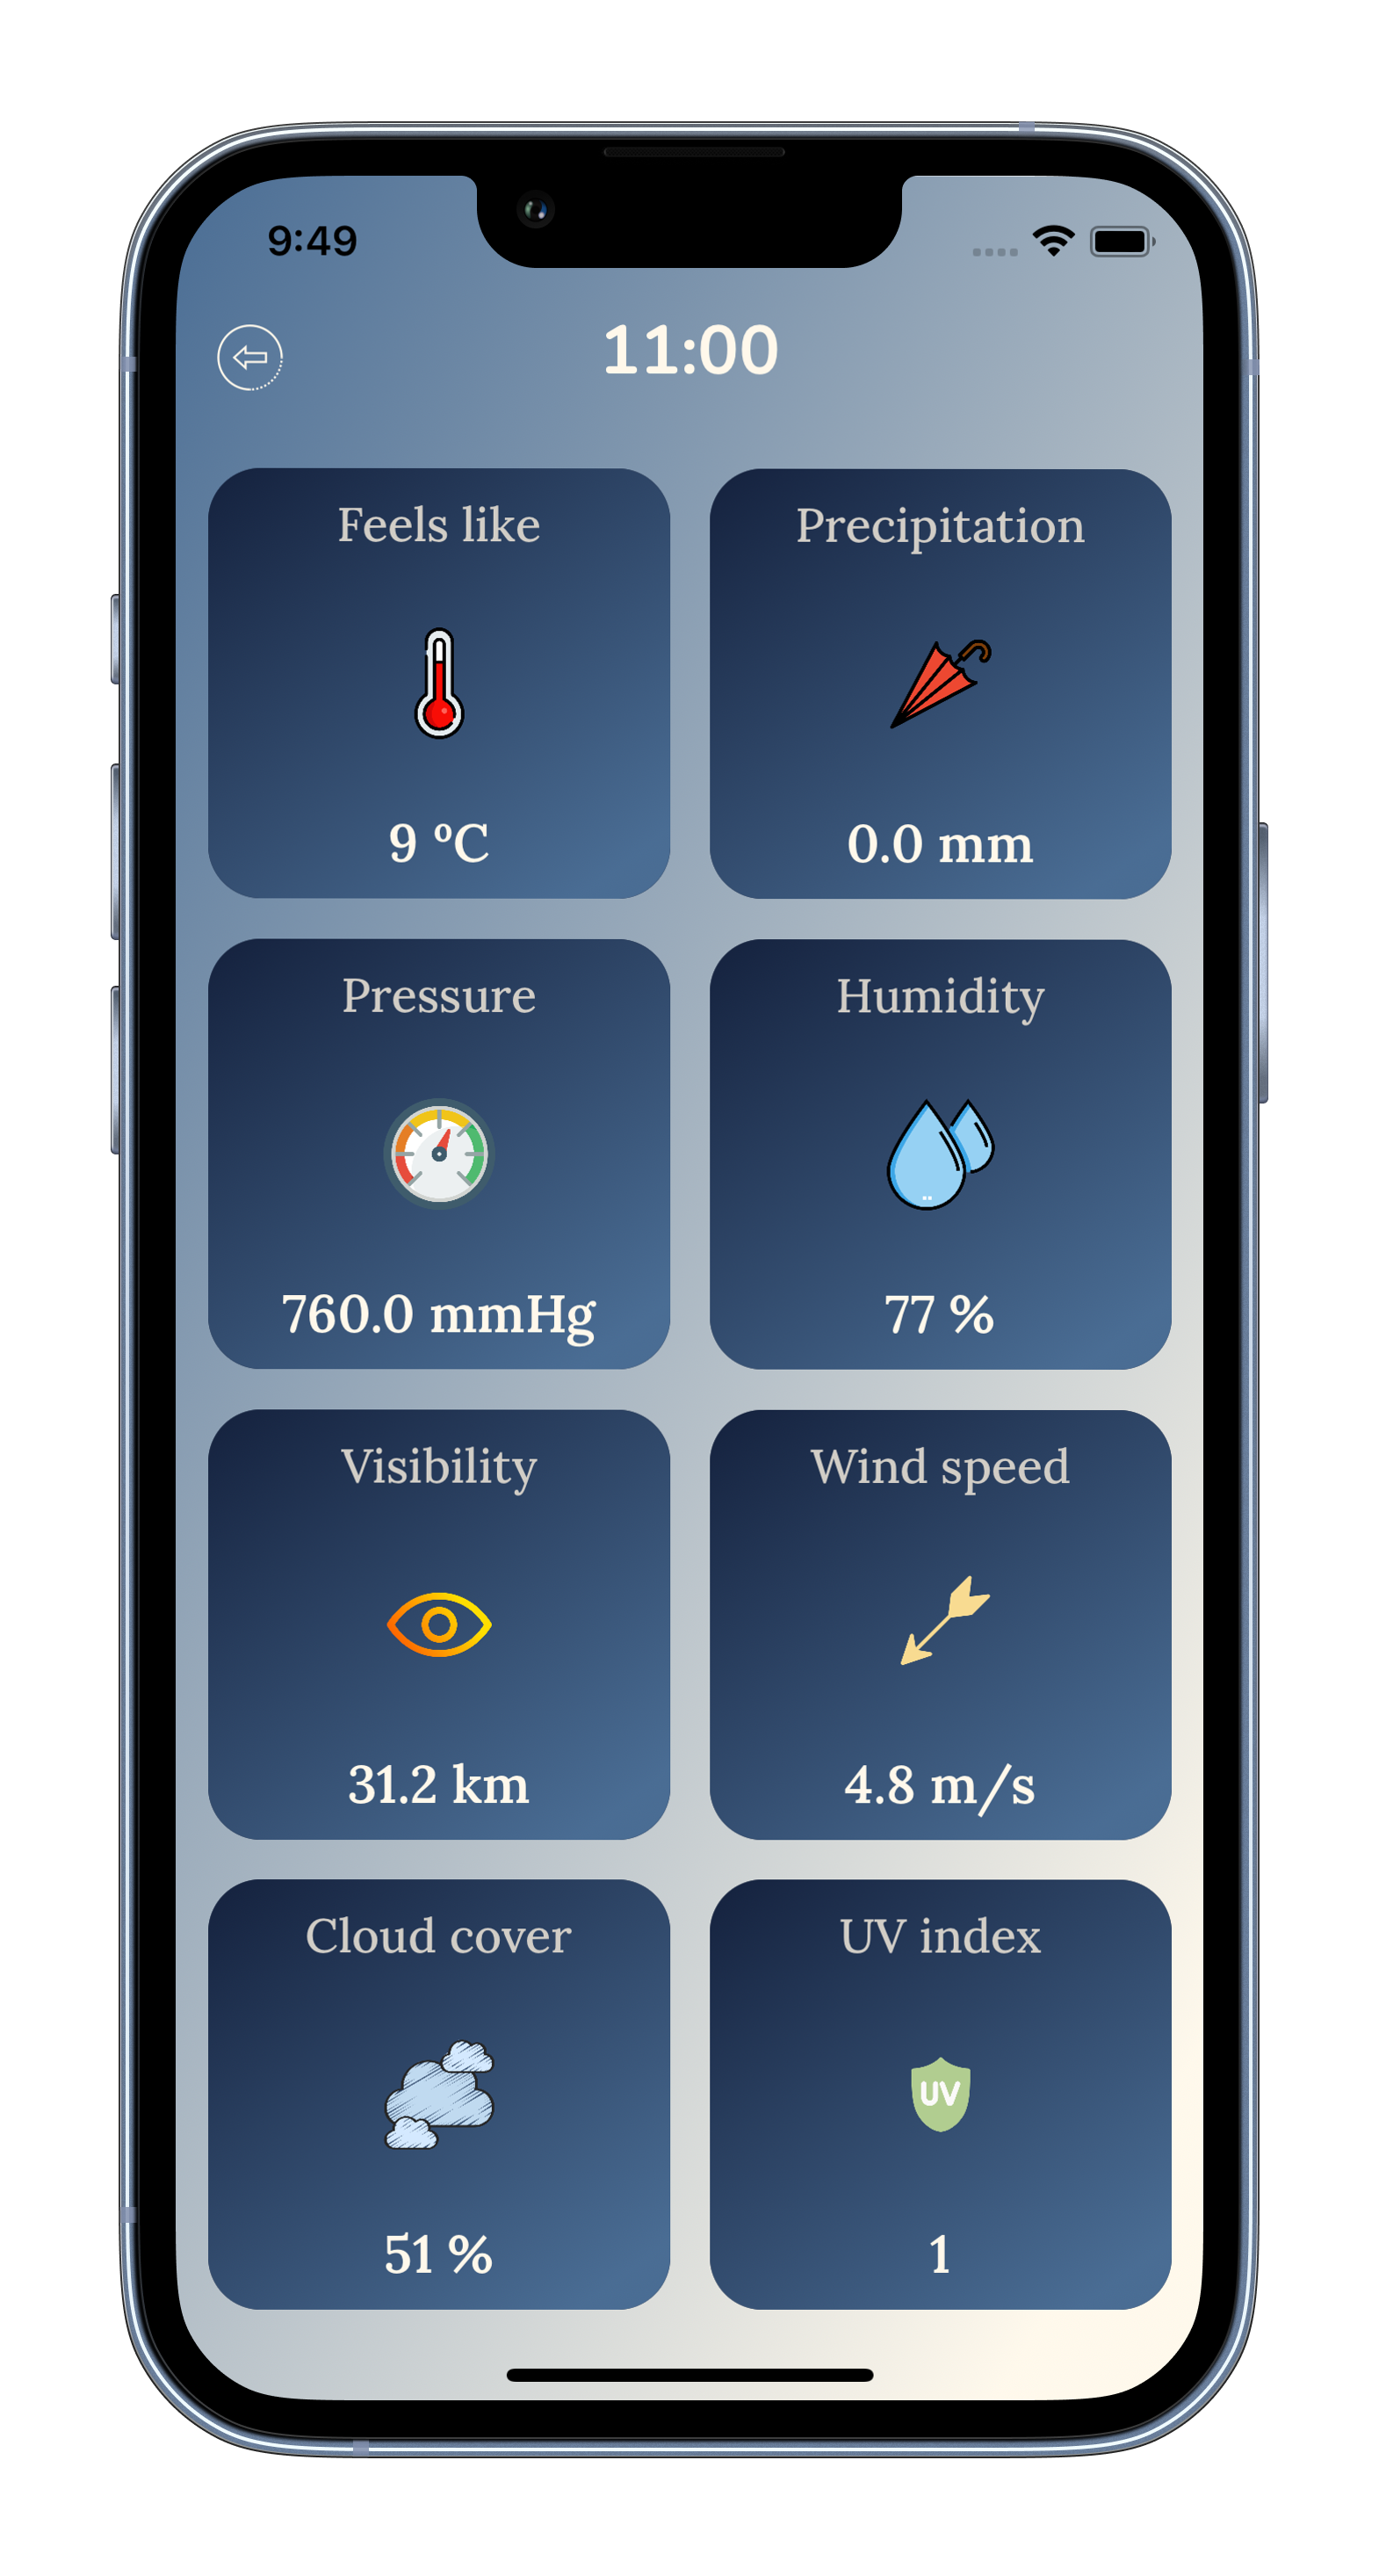 9:49
11:00
Feels like
Precipitation
9 ºC
0.0 mm
Pressure
Humidity
760.0 mmHg
77 %
Visibility
Wind speed
31.2 km
4.8 m/s
Cloud cover
UV index
UV
51 %
1